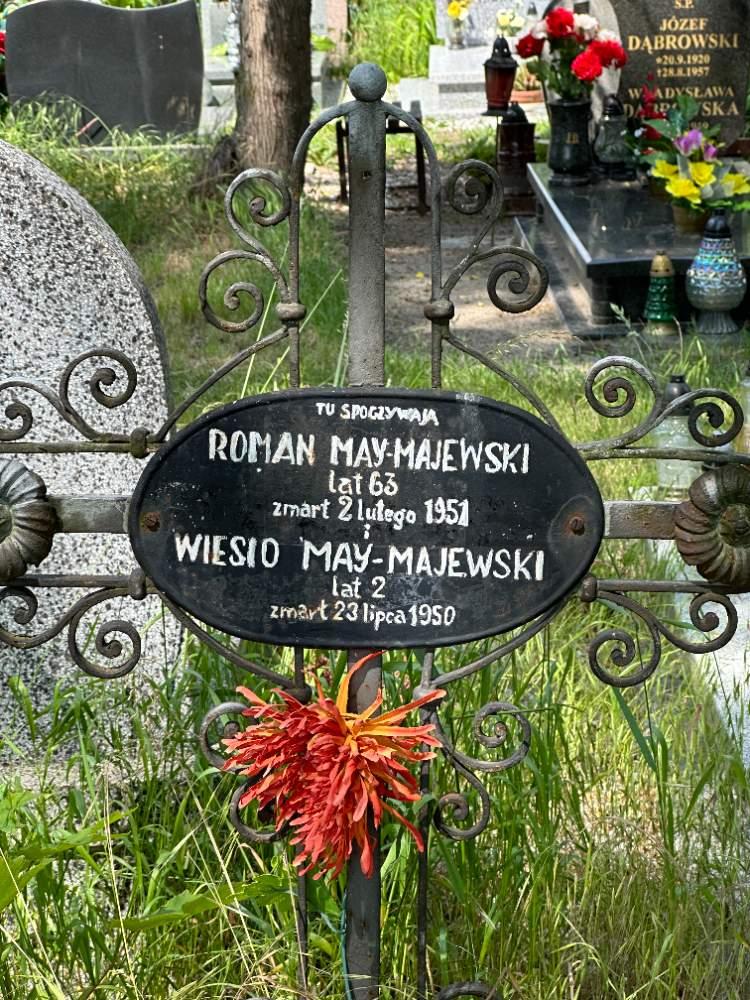 TU SPOCZYWAJĄ
ROMAN MAY-MAJEWSKI
lat 63
zmarł 2 lutego 1951
i
WIESIO MAY-MAJEWSKI
lat 2
zmarł 23 lipca 1950
Ś.P.
JÓZEF
DĄBROWSKI
*20.9.1920
†28.8.1957
WŁADYSŁAWA
DĄBROWSKA